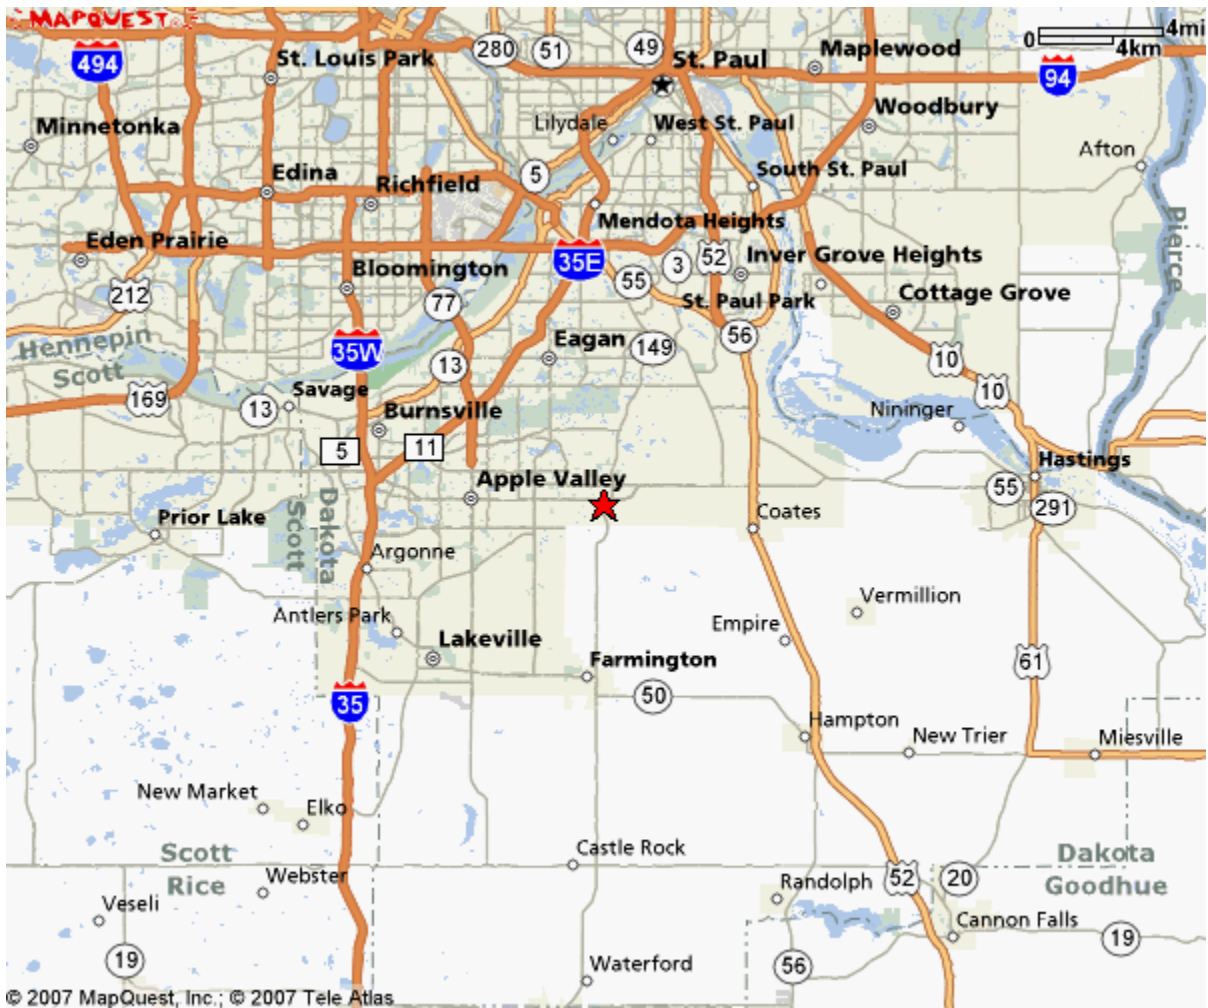 MAPQUEST
494
St. Louis Park
280
51
49
St. Paul
Maplewood
0
4mi
4km
94
Minnetonka
Lilydale
West St. Paul
Woodbury
Afton
Edina
Richfield
5
South St. Paul
Mendota Heights
Pierce
Eden Prairie
Bloomington
35E
3
52
Inver Grove Heights
212
77
55
St. Paul Park
Cottage Grove
Hennepin
Scott
35W
Eagan
149
56
10
169
13
Savage
13
Burnsville
10
Nininger
5
11
Hastings
Apple Valley
55
291
Prior Lake
Scott
Dakota
Coates
Argonne
Vermillion
Antlers Park
Lakeville
Empire
Farmington
61
35
50
Hampton
New Trier
Miesville
New Market
Elko
Scott
Rice
Castle Rock
Dakota
Goodhue
Webster
Randolph
52
20
Veseli
Cannon Falls
19
19
Waterford
56
© 2007 MapQuest, Inc.; © 2007 Tele Atlas